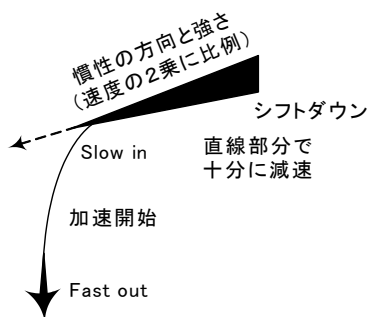 慣性の方向と強さ
（速度の２乗に比例）
シフトダウン
Slow in
直線部分で
十分に減速
加速開始
Fast out